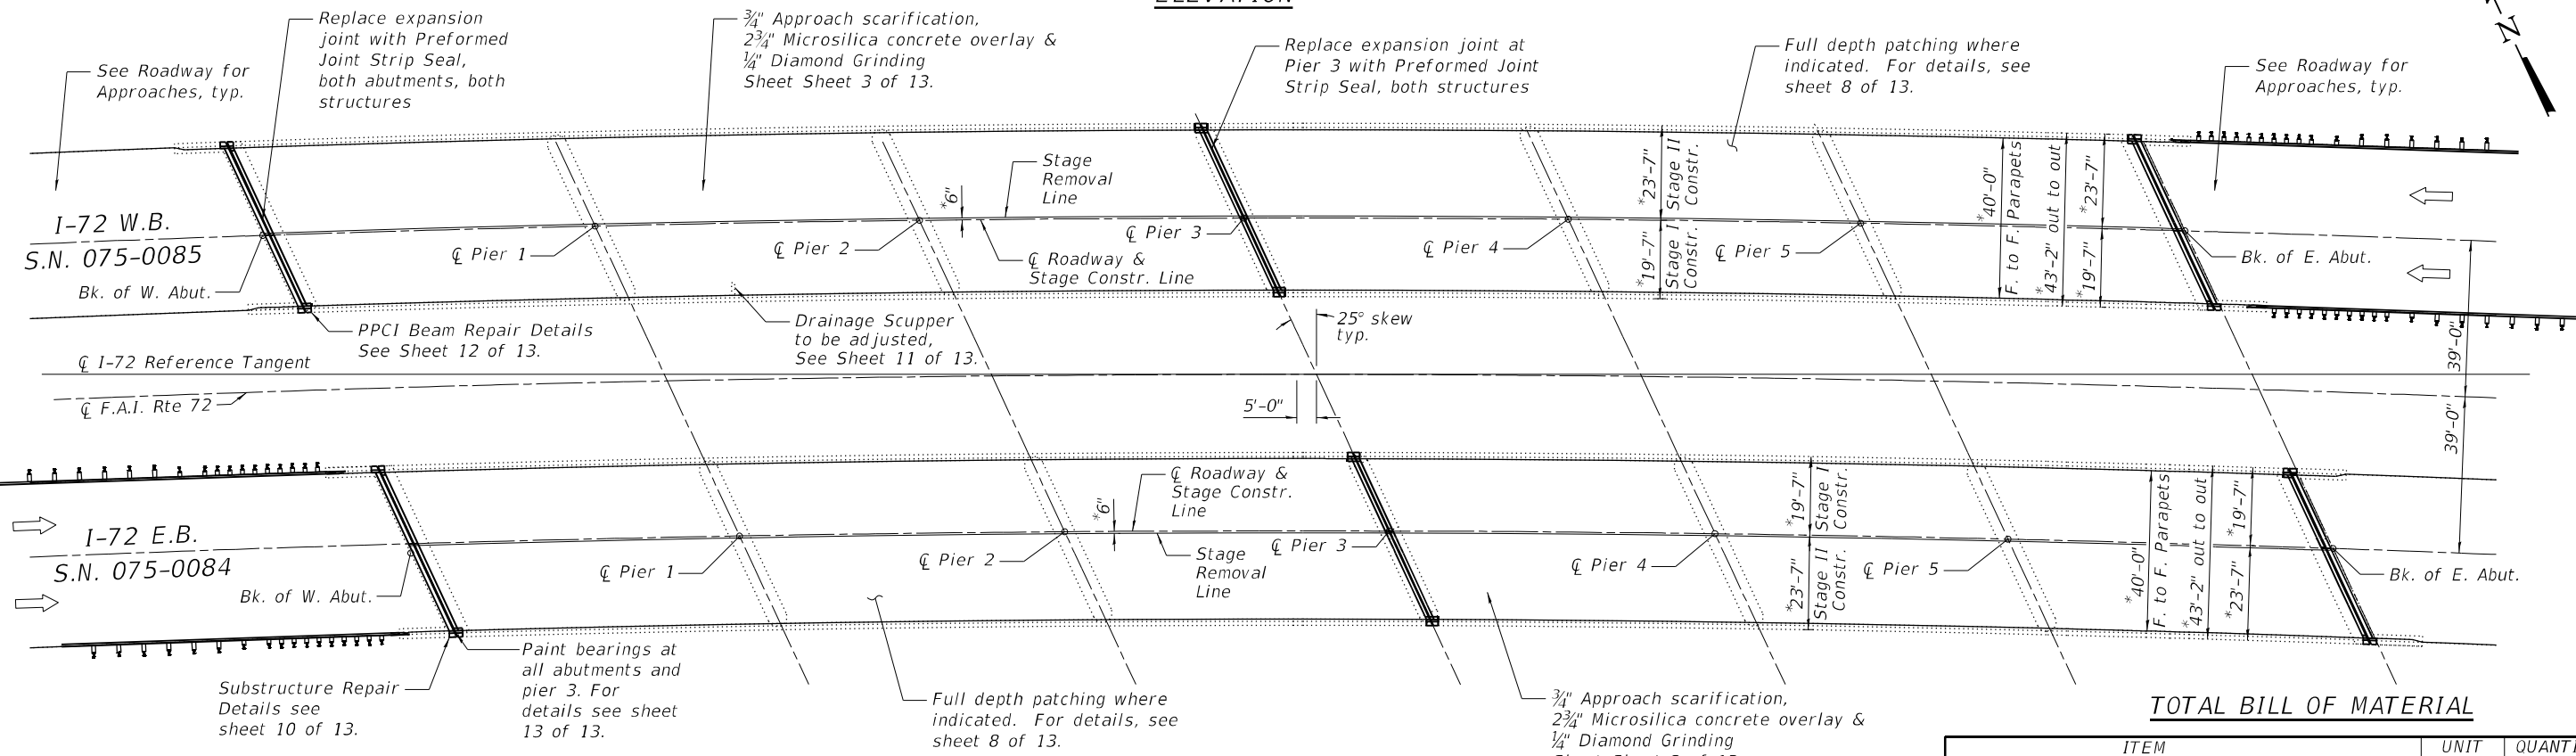 Replace expansion
joint with Preformed
Joint Strip Seal,
both abutments, both
structures
¾" Approach scarification,
2¾" Microsilica concrete overlay &
¼" Diamond Grinding
Sheet Sheet 3 of 13.
Replace expansion joint at
Pier 3 with Preformed Joint
Strip Seal, both structures
Full depth patching where
indicated. For details, see
sheet 8 of 13.
See Roadway for
Approaches, typ.
See Roadway for
Approaches, typ.
N
I-72 W.B.
S.N. 075-0085
Bk. of W. Abut.
℄ Pier 1
℄ Pier 2
*6"
Stage
Removal
Line
℄ Roadway &
Stage Constr. Line
℄ Pier 3
℄ Pier 4
*23'-7"
Stage II
Constr.
*19'-7"
Stage I
Constr.
℄ Pier 5
*40'-0"
F. to F. Parapets
*43'-2" out to out
*23'-7"
*19'-7"
Bk. of E. Abut.
PPCI Beam Repair Details
See Sheet 12 of 13.
Drainage Scupper
to be adjusted,
See Sheet 11 of 13.
25° skew
typ.
℄ I-72 Reference Tangent
℄ F.A.I. Rte 72
5'-0"
39'-0"
39'-0"
I-72 E.B.
S.N. 075-0084
Bk. of W. Abut.
℄ Pier 1
℄ Pier 2
*6"
℄ Roadway &
Stage Constr.
Line
Stage
Removal
Line
℄ Pier 3
℄ Pier 4
*19'-7"
Stage I
Constr.
*23'-7"
Stage II
Constr.
℄ Pier 5
*40'-0"
F. to F. Parapets
*43'-2" out to out
*19'-7"
*23'-7"
Bk. of E. Abut.
Substructure Repair
Details see
sheet 10 of 13.
Paint bearings at
all abutments and
pier 3. For
details see sheet
13 of 13.
Full depth patching where
indicated. For details, see
sheet 8 of 13.
¾" Approach scarification,
2¾" Microsilica concrete overlay &
¼" Diamond Grinding
TOTAL BILL OF MATERIAL
ITEM UNIT